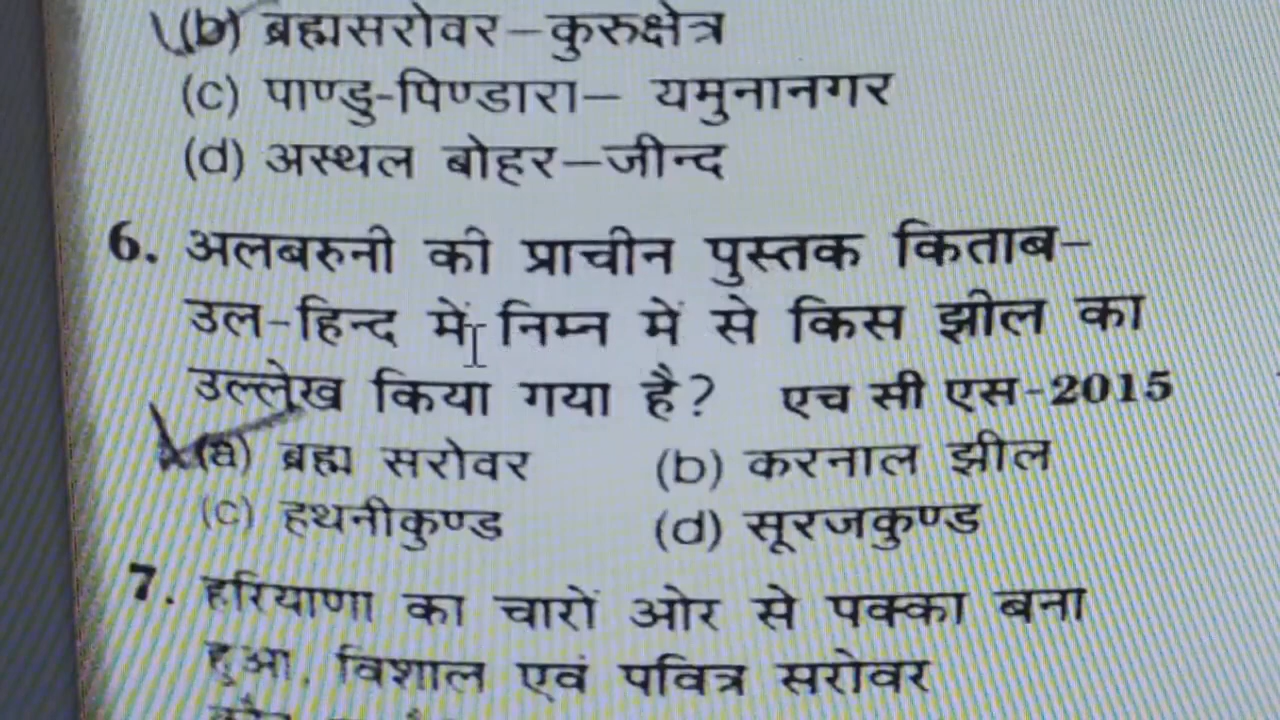 (b) ब्रह्मसरोवर–कुरुक्षेत्र
(c) पाण्डु-पिण्डारा– यमुनानगर
(d) अस्थल बोहर–जीन्द
6. अलबरुनी की प्राचीन पुस्तक किताब–
उल-हिन्द में निम्न में से किस झील का
उल्लेख किया गया है? एच सी एस-2015
(a) ब्रह्म सरोवर (b) करनाल झील
(c) हथनीकुण्ड (d) सूरजकुण्ड
7. हरियाणा का चारों ओर से पक्का बना
हुआ, विशाल एवं पवित्र सरोवर